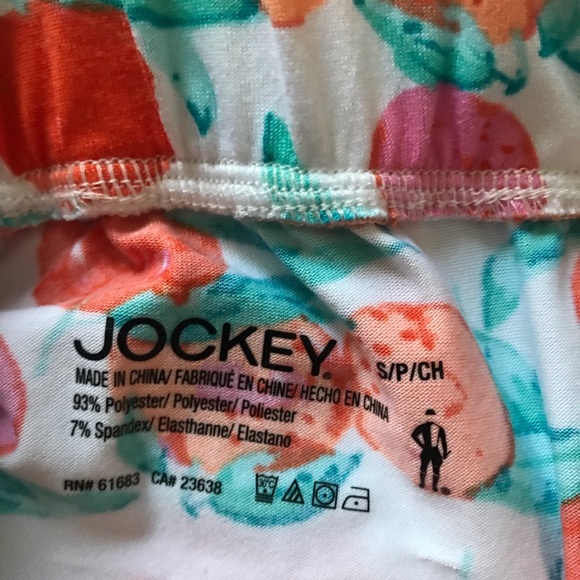 JOCKEY®
S/P/CH
MADE IN CHINA/ FABRIQUÉ EN CHINE/ HECHO EN CHINA
93% Polyester/ Polyester/ Poliester
7% Spandex/ Elasthanne/ Elastano
RN# 61683 CA# 23638
30°C